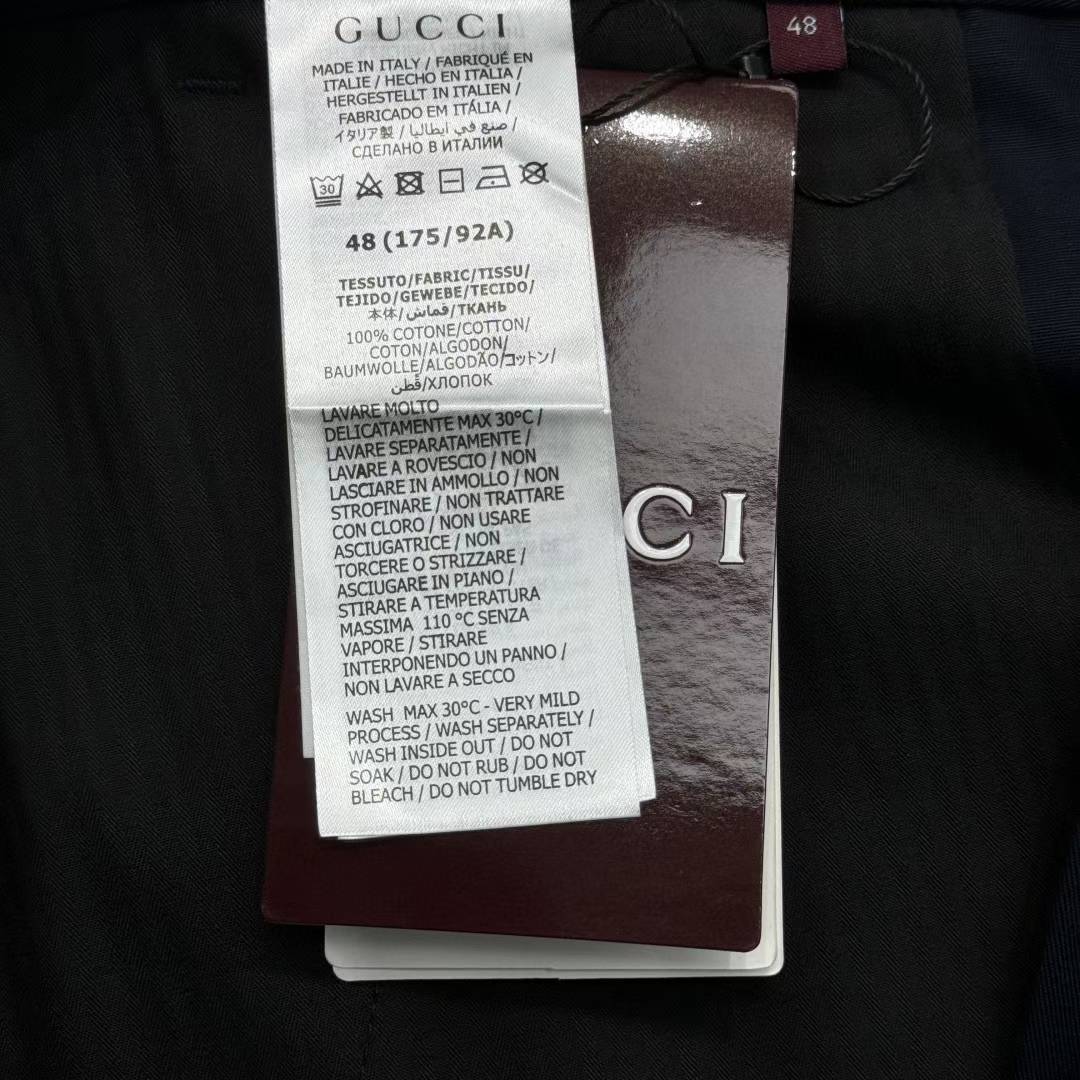 GUCCI
MADE IN ITALY / FABRIQUÉ EN
ITALIE / HECHO EN ITALIA /
HERGESTELLT IN ITALIEN /
FABRICADO EM ITÁLIA /
イタリア製 / صنع في إيطاليا /
СДЕЛАНО В ИТАЛИИ
30
48 (175/92A)
TESSUTO/FABRIC/TISSU/
TEJIDO/GEWEBE/TECIDO/
本体/قماش/ТКАНЬ
100% COTONE/COTTON/
COTON/ALGODON/
BAUMWOLLE/ALGODÃO/コットン/
قطن/ХЛОПОК
LAVARE MOLTO
DELICATAMENTE MAX 30°C /
LAVARE SEPARATAMENTE /
LAVARE A ROVESCIO / NON
LASCIARE IN AMMOLLO / NON
STROFINARE / NON TRATTARE
CON CLORO / NON USARE
ASCIUGATRICE / NON
TORCERE O STRIZZARE /
ASCIUGARE IN PIANO /
STIRARE A TEMPERATURA
MASSIMA 110 °C SENZA
VAPORE / STIRARE
INTERPONENDO UN PANNO /
NON LAVARE A SECCO
WASH MAX 30°C - VERY MILD
PROCESS / WASH SEPARATELY /
WASH INSIDE OUT / DO NOT
SOAK / DO NOT RUB / DO NOT
BLEACH / DO NOT TUMBLE DRY
48
CI